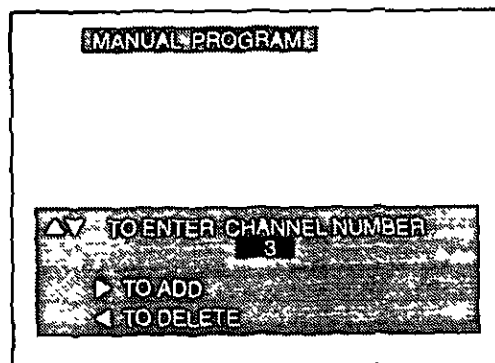 MANUAL PROGRAM
△▽ TO ENTER CHANNEL NUMBER
3
▶ TO ADD
◀ TO DELETE